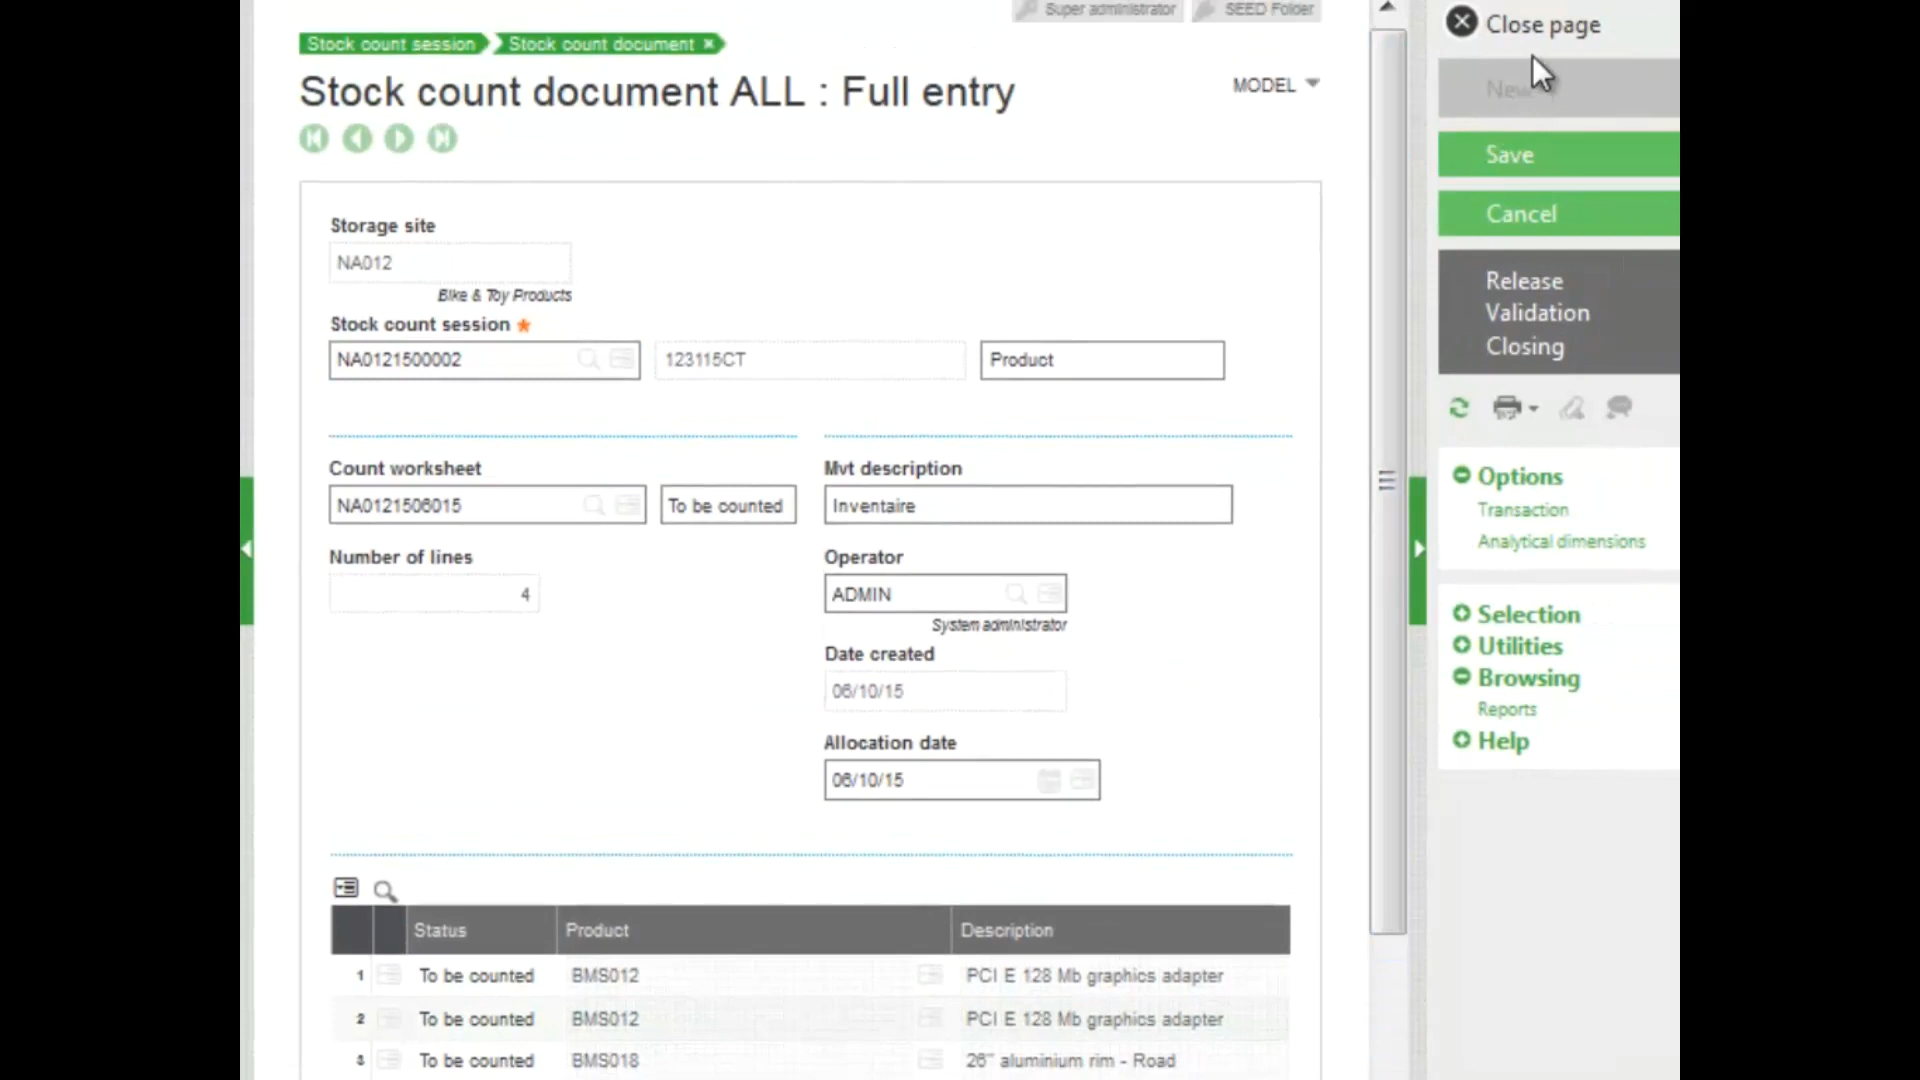 Super administrator SEED Folder
Stock count session Stock count document ×
Stock count document ALL : Full entry
MODEL
Storage site
NA012
Bike & Toy Products
Stock count session *
NA0121500002 123115CT Product
Count worksheet
NA0121506015 To be counted
Number of lines
4
Mvt description
Inventaire
Operator
ADMIN
System administrator
Date created
06/10/15
Allocation date
06/10/15
Status Product Description
1 To be counted BMS012 PCI E 128 Mb graphics adapter
2 To be counted BMS012 PCI E 128 Mb graphics adapter
3 To be counted BMS018 26" aluminium rim - Road
Close page
New
Save
Cancel
Release
Validation
Closing
Options
Transaction
Analytical dimensions
Selection
Utilities
Browsing
Reports
Help